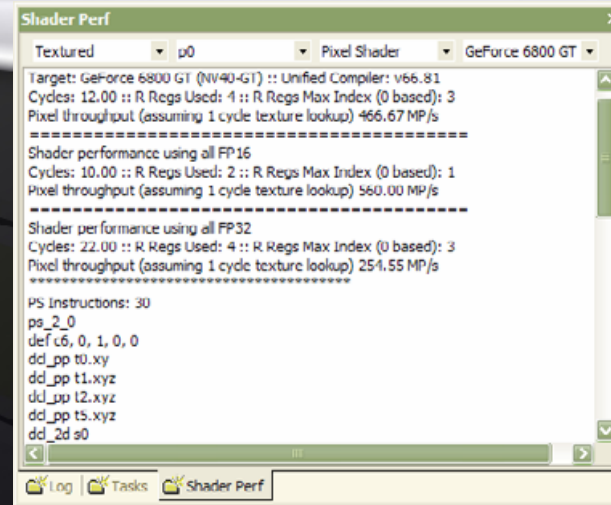 Shader Perf
Textured p0 Pixel Shader GeForce 6800 GT
Target: GeForce 6800 GT (NV40-GT) :: Unified Compiler: v66.81
Cycles: 12.00 :: R Regs Used: 4 :: R Regs Max Index (0 based): 3
Pixel throughput (assuming 1 cycle texture lookup) 466.67 MP/s
==========================================
Shader performance using all FP16
Cycles: 10.00 :: R Regs Used: 2 :: R Regs Max Index (0 based): 1
Pixel throughput (assuming 1 cycle texture lookup) 560.00 MP/s
==========================================
Shader performance using all FP32
Cycles: 22.00 :: R Regs Used: 4 :: R Regs Max Index (0 based): 3
Pixel throughput (assuming 1 cycle texture lookup) 254.55 MP/s
******************************************
PS Instructions: 30
ps_2_0
def c6, 0, 1, 0, 0
dcl_pp t0.xy
dcl_pp t1.xyz
dcl_pp t2.xyz
dcl_pp t5.xyz
dcl_2d s0
Log Tasks Shader Perf